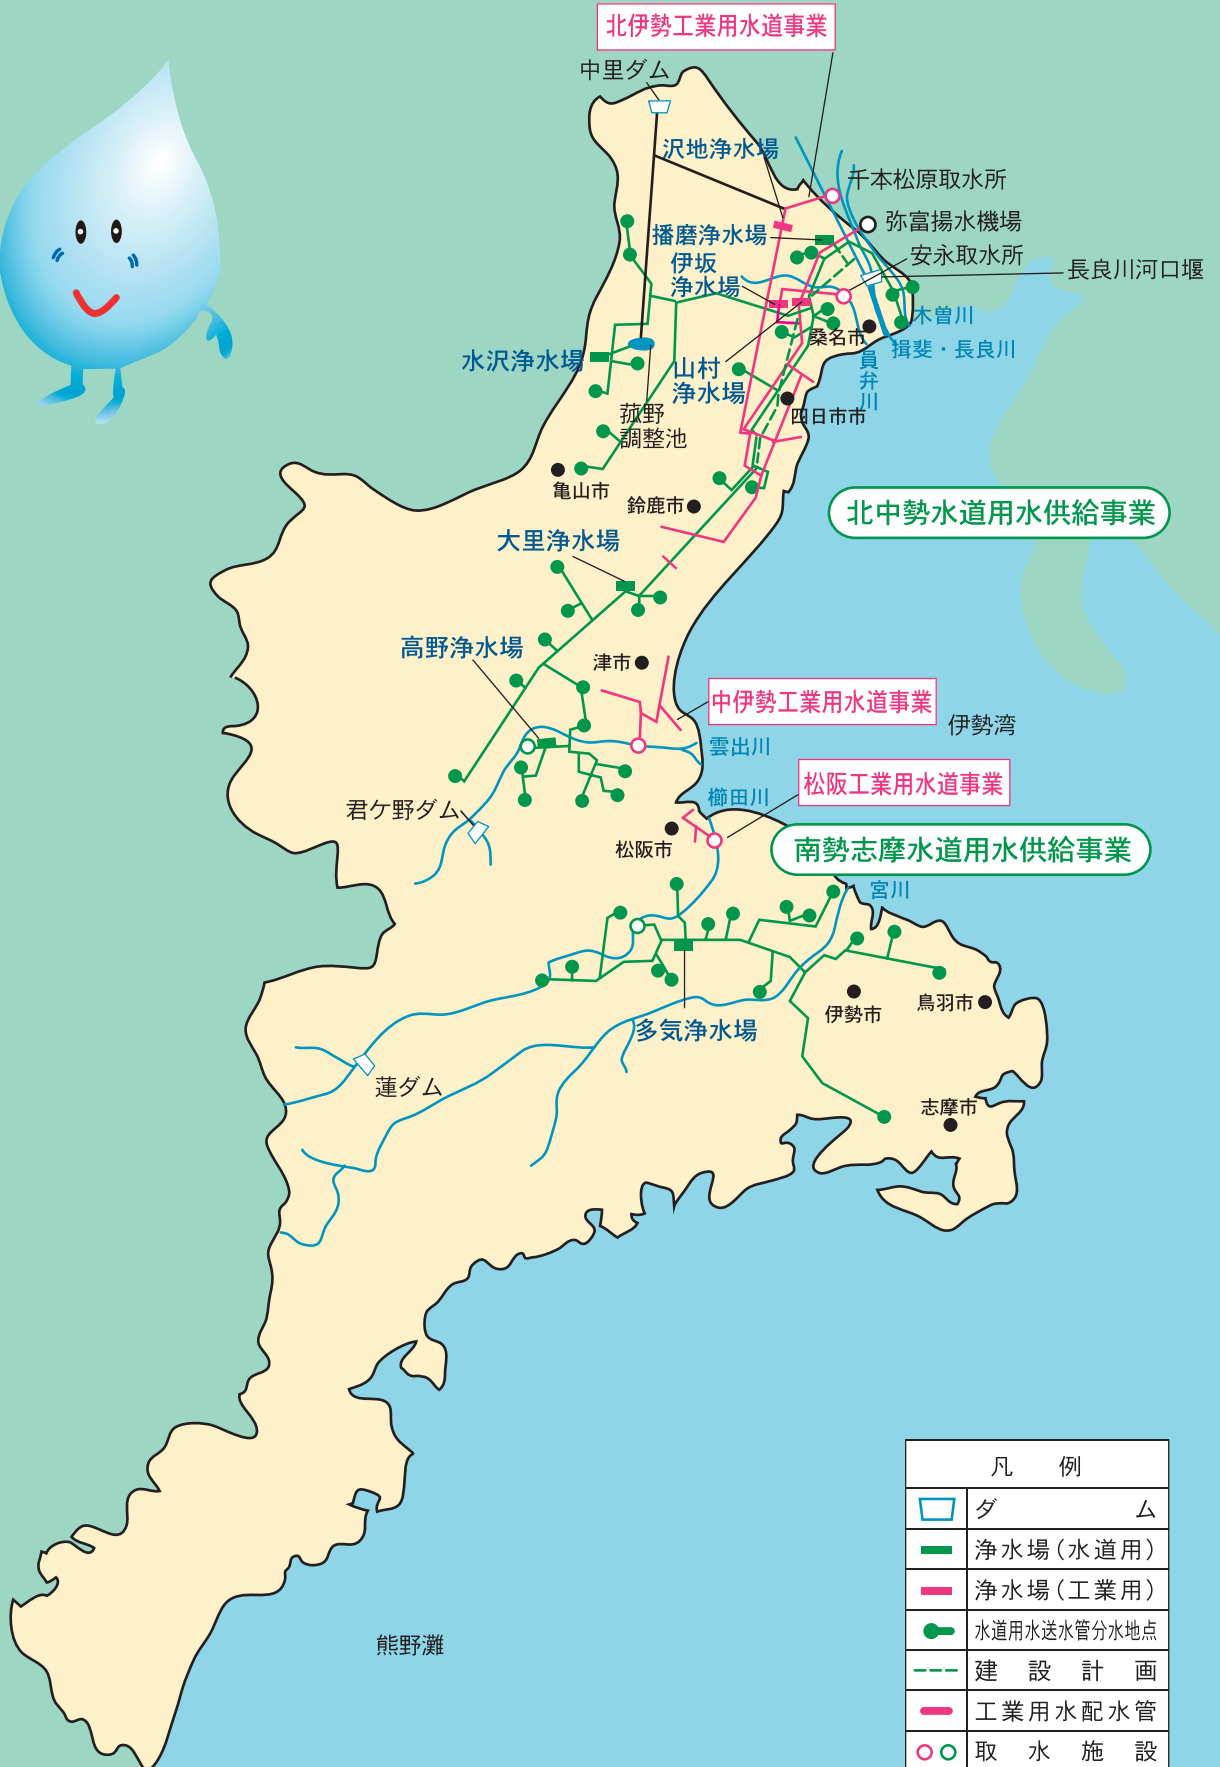 北伊勢工業用水道事業
中里ダム
沢地浄水場
千本松原取水所
弥富揚水機場
播磨浄水場
安永取水所
伊坂
浄水場
長良川河口堰
木曽川
桑名市
揖斐・長良川
水沢浄水場
山村
浄水場
員弁川
菰野
調整池
四日市市
亀山市
鈴鹿市
北中勢水道用水供給事業
大里浄水場
高野浄水場
津市
中伊勢工業用水道事業
伊勢湾
雲出川
松阪工業用水道事業
櫛田川
君ケ野ダム
松阪市
南勢志摩水道用水供給事業
宮川
伊勢市
鳥羽市
多気浄水場
蓮ダム
志摩市
熊野灘
凡例
ダム
浄水場(水道用)
浄水場(工業用)
水道用水送水管分水地点
建設計画
工業用水配水管
取水施設